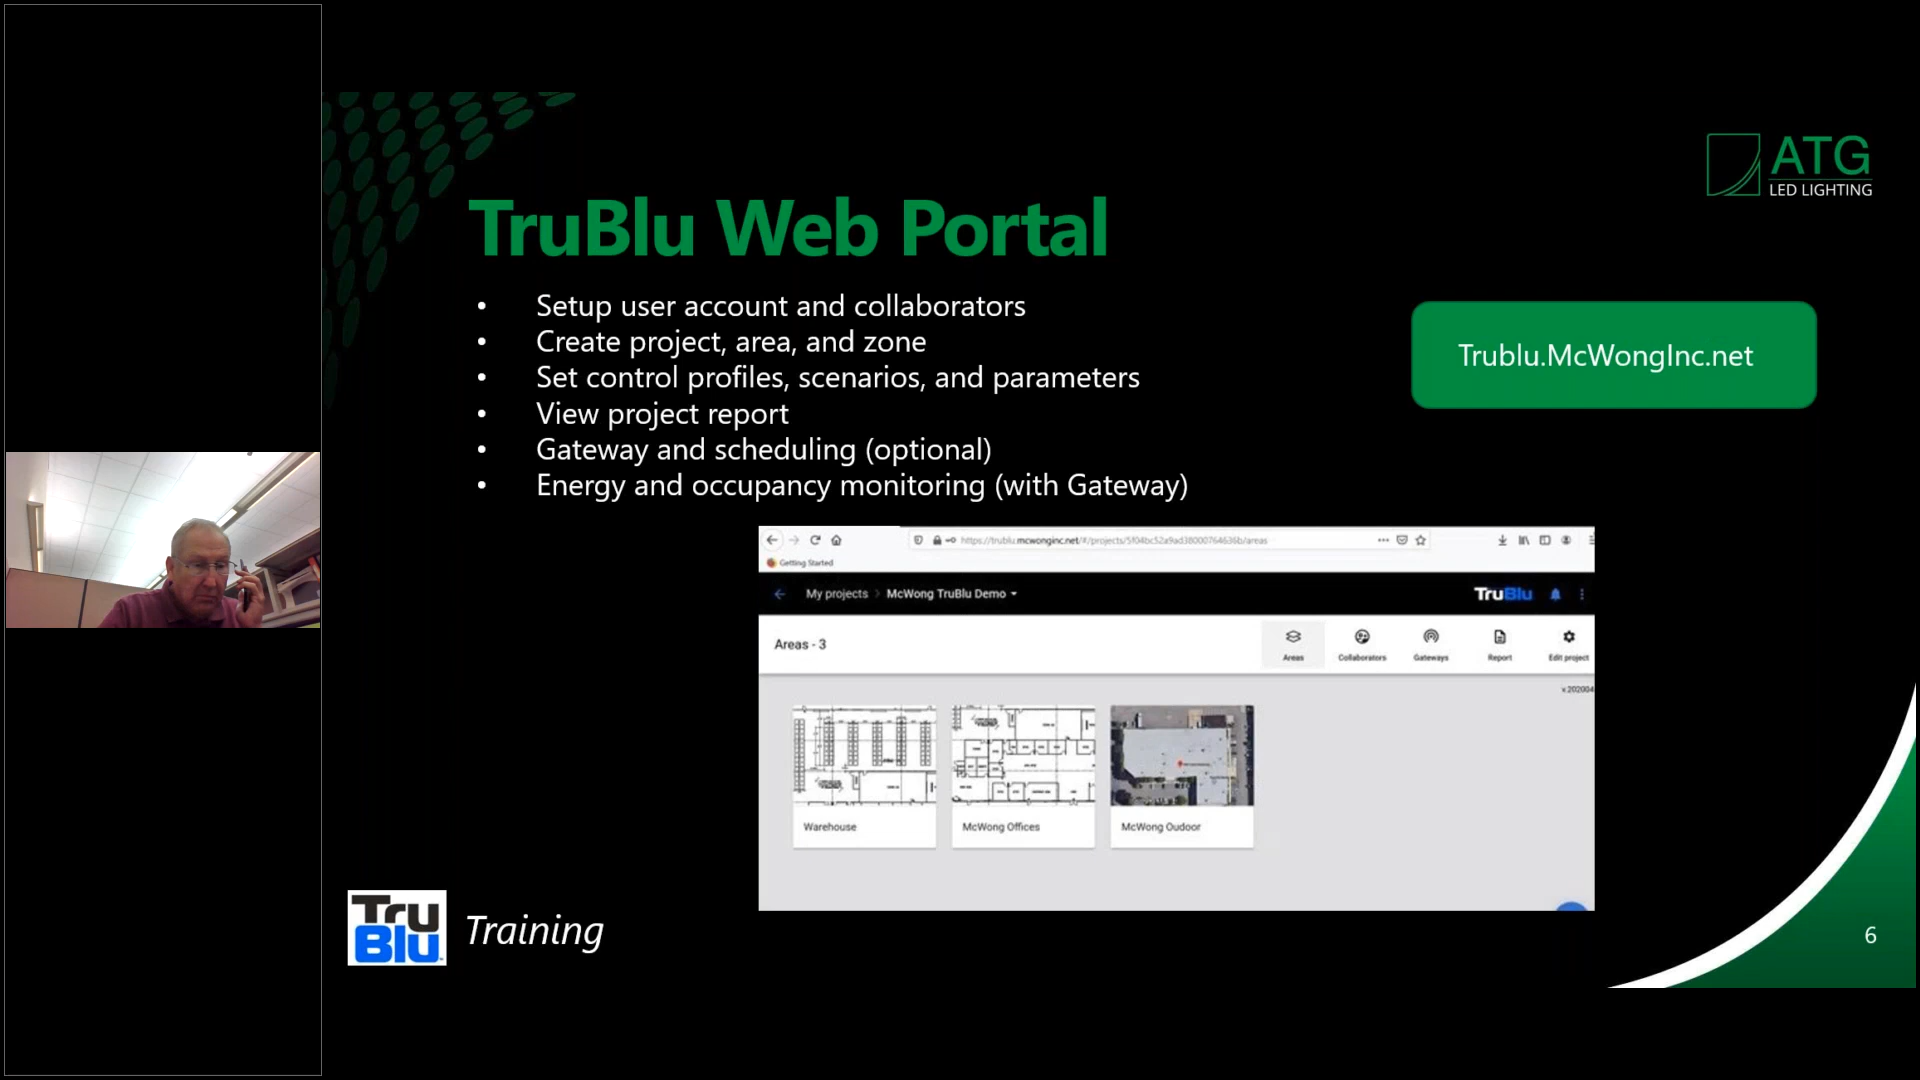 ATG
LED LIGHTING
TruBlu Web Portal
• Setup user account and collaborators
• Create project, area, and zone
• Set control profiles, scenarios, and parameters
• View project report
• Gateway and scheduling (optional)
• Energy and occupancy monitoring (with Gateway)
Trublu.McWongInc.net
Getting Started
My projects > McWong TruBlu Demo
TruBlu
Areas - 3
Areas Collaborators Gateways Report Edit project
v.202004
Warehouse
McWong Offices
McWong Oudoor
Tru
Blu
Training
6